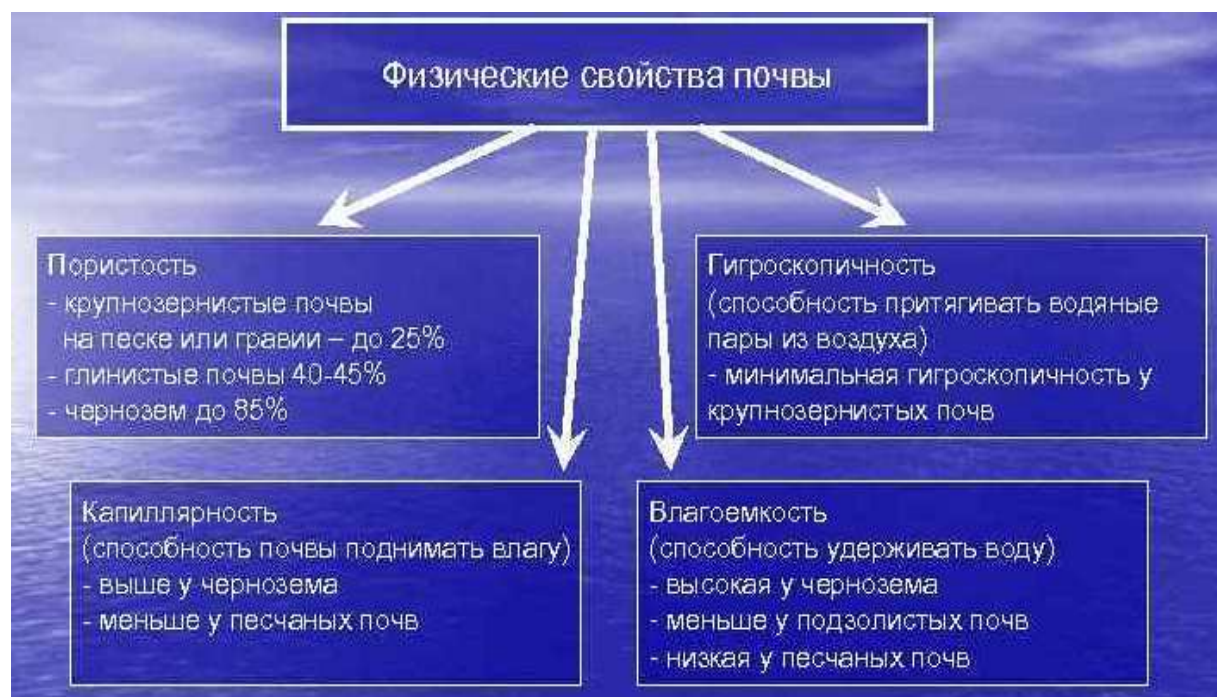 Физические свойства почвы
Пористость
- крупнозернистые почвы
на песке или гравии – до 25%
- глинистые почвы 40-45%
- чернозем до 85%
Гигроскопичность
(способность притягивать водяные
пары из воздуха)
- минимальная гигроскопичность у
крупнозернистых почв
Капиллярность
(способность почвы поднимать влагу)
- выше у чернозема
- меньше у песчаных почв
Влагоемкость
(способность удерживать воду)
- высокая у чернозема
- меньше у подзолистых почв
- низкая у песчаных почв